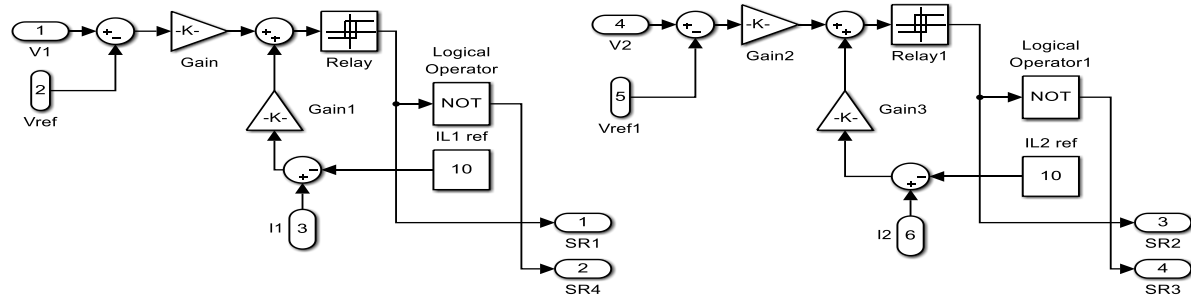 1
V1
2
Vref
+
−
-K-
Gain
+
+
Relay
-K-
Gain1
Logical
Operator
NOT
IL1 ref
10
+
−
I1
3
1
SR1
2
SR4
4
V2
5
Vref1
+
−
-K-
Gain2
+
+
Relay1
-K-
Gain3
Logical
Operator1
NOT
IL2 ref
10
+
−
I2
6
3
SR2
4
SR3